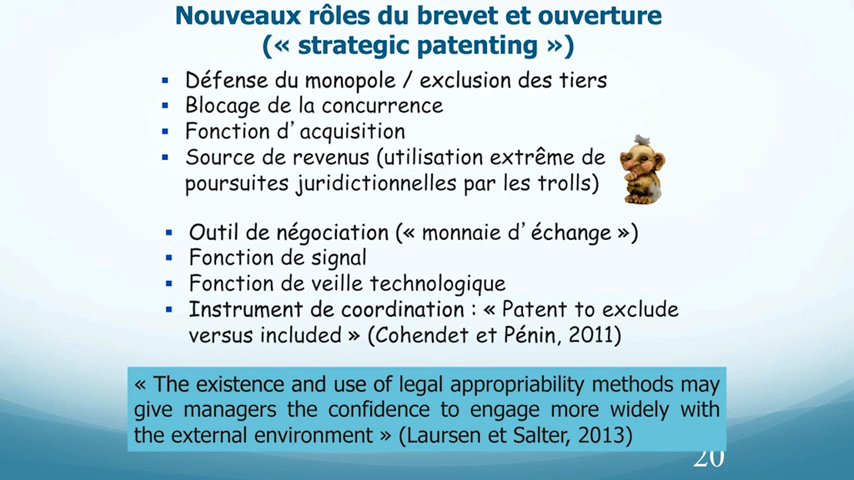 Nouveaux rôles du brevet et ouverture
(« strategic patenting »)
▪ Défense du monopole / exclusion des tiers
▪ Blocage de la concurrence
▪ Fonction d’acquisition
▪ Source de revenus (utilisation extrême de
poursuites juridictionnelles par les trolls)
▪ Outil de négociation (« monnaie d’échange »)
▪ Fonction de signal
▪ Fonction de veille technologique
▪ Instrument de coordination : « Patent to exclude
versus included » (Cohendet et Pénin, 2011)
« The existence and use of legal appropriability methods may
give managers the confidence to engage more widely with
the external environment » (Laursen et Salter, 2013)
20